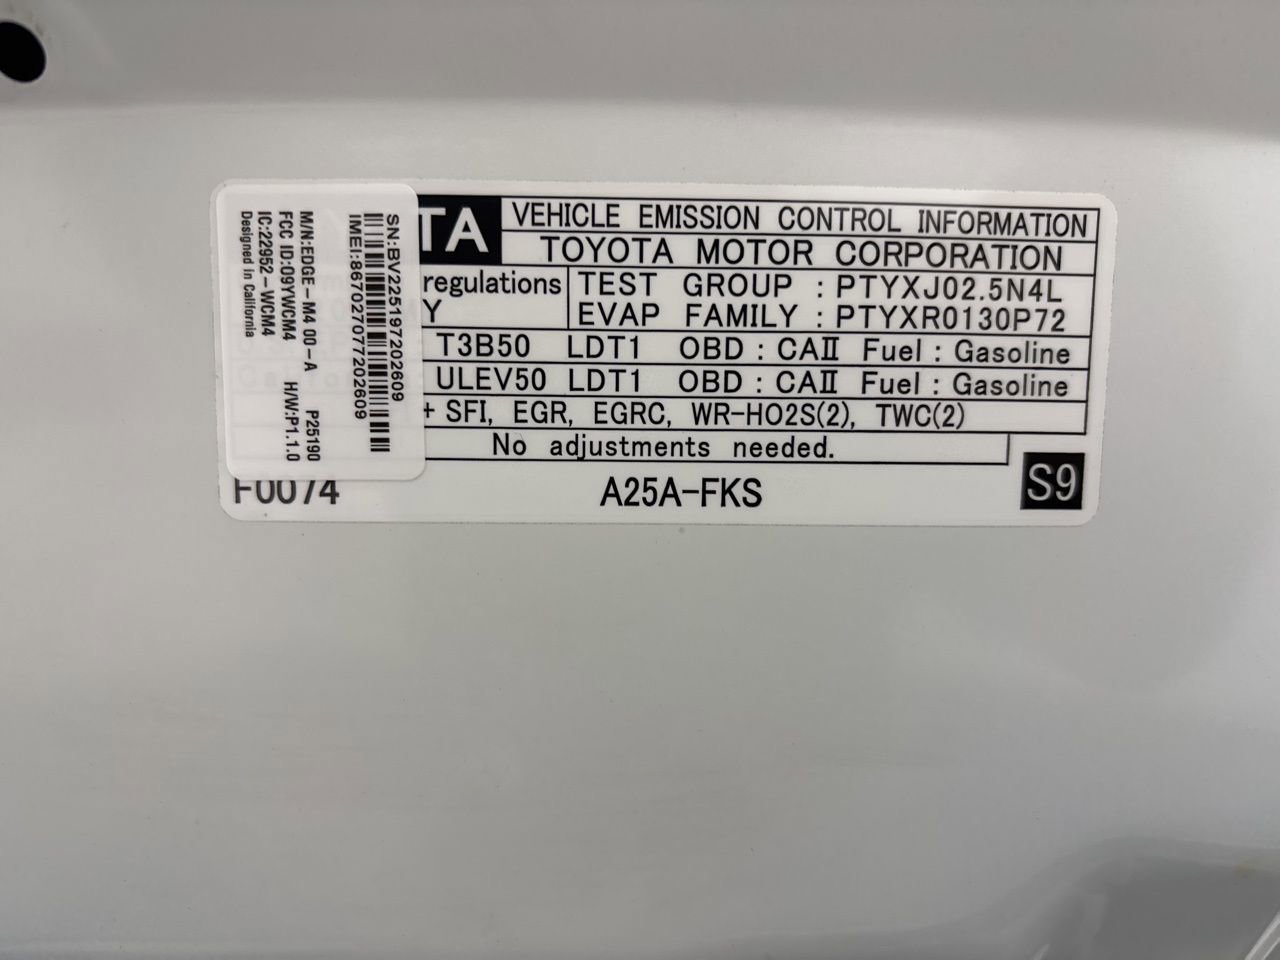 SN:BV225197202609
IMEI:867027077202609
M/N:EDGE-M4 00-A P25190
FCC ID:09YWCM4 H/W:P1.1.0
IC:22952-WCM4
Designed in California
TA VEHICLE EMISSION CONTROL INFORMATION
TOYOTA MOTOR CORPORATION
regulations TEST GROUP : PTYXJ02.5N4L
Y EVAP FAMILY : PTYXR0130P72
T3B50 LDT1 OBD : CAII Fuel : Gasoline
ULEV50 LDT1 OBD : CAII Fuel : Gasoline
+ SFI, EGR, EGRC, WR-HO2S(2), TWC(2)
No adjustments needed.
F0074 A25A-FKS S9